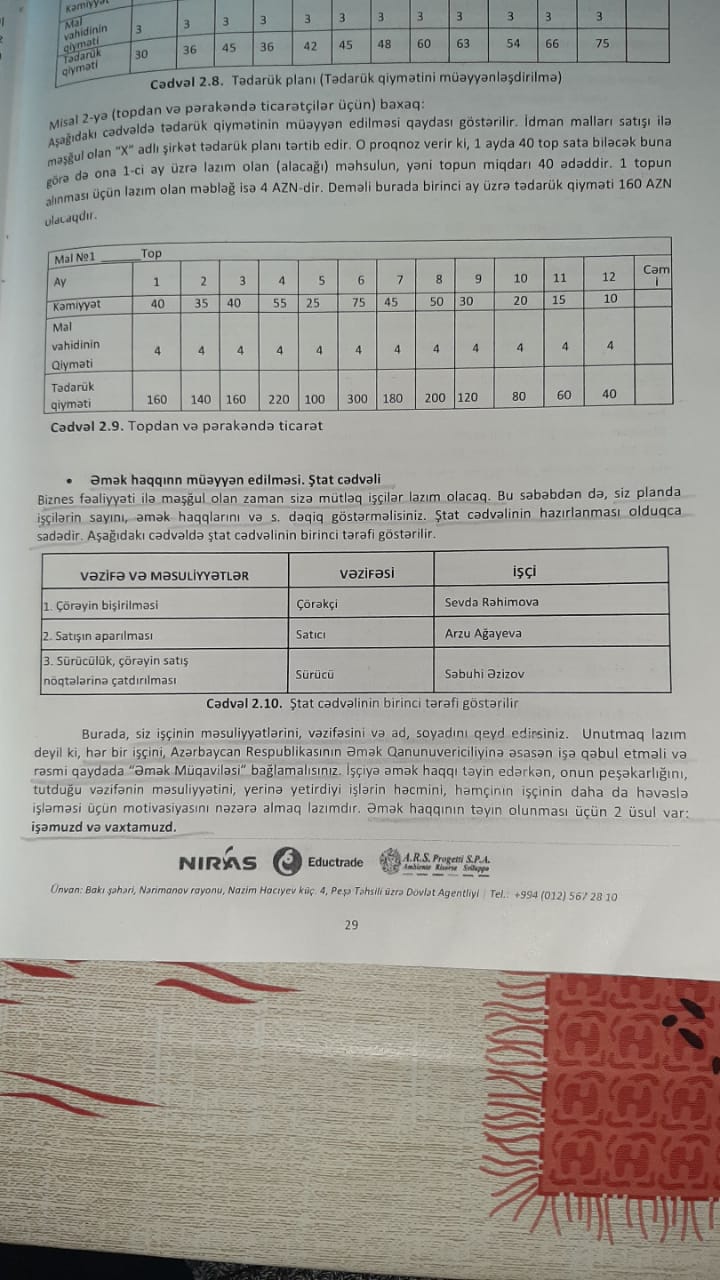 Kəmiyyət
Mal vahidinin qiyməti 3 3 3 3 3 3 3 3 3 3 3 3
Tədarük qiyməti 30 36 45 36 42 45 48 60 63 54 66 75
Cədvəl 2.8. Tədarük planı (Tədarük qiymətini müəyyənləşdirilmə)
Misal 2-yə (topdan və pərakəndə ticarətçilər üçün) baxaq:
Aşağıdakı cədvəldə tədarük qiymətinin müəyyən edilməsi qaydası göstərilir. İdman malları satışı ilə
məşğul olan "X" adlı şirkət tədarük planı tərtib edir. O proqnoz verir ki, 1 ayda 40 top sata biləcək buna
görə də ona 1-ci ay üzrə lazım olan (alacağı) məhsulun, yəni topun miqdarı 40 ədəddir. 1 topun
alınması üçün lazım olan məbləğ isə 4 AZN-dir. Deməli burada birinci ay üzrə tədarük qiyməti 160 AZN
olacaqdır.
Mal №1 ______ Top
Ay 1 2 3 4 5 6 7 8 9 10 11 12 Cəm
i
Kəmiyyət 40 35 40 55 25 75 45 50 30 20 15 10
Mal
vahidinin
Qiyməti 4 4 4 4 4 4 4 4 4 4 4 4
Tədarük
qiyməti 160 140 160 220 100 300 180 200 120 80 60 40
Cədvəl 2.9. Topdan və pərakəndə ticarət
• Əmək haqqınn müəyyən edilməsi. Ştat cədvəli
Biznes fəaliyyəti ilə məşğul olan zaman sizə mütləq işçilər lazım olacaq. Bu səbəbdən də, siz planda
işçilərin sayını, əmək haqqlarını və s. dəqiq göstərməlisiniz. Ştat cədvəlinin hazırlanması olduqca
sadədir. Aşağıdakı cədvəldə ştat cədvəlinin birinci tərəfi göstərilir.
VƏZİFƏ VƏ MƏSULİYYƏTLƏR VƏZİFƏSİ İŞÇİ
1. Çörəyin bişirilməsi Çörəkçi Sevda Rəhimova
2. Satışın aparılması Satıcı Arzu Ağayeva
3. Sürücülük, çörəyin satış
nöqtələrinə çatdırılması Sürücü Səbuhi Əzizov
Cədvəl 2.10. Ştat cədvəlinin birinci tərəfi göstərilir
Burada, siz işçinin məsuliyyətlərini, vəzifəsini və ad, soyadını qeyd edirsiniz. Unutmaq lazım
deyil ki, hər bir işçini, Azərbaycan Respublikasının Əmək Qanunuvericiliyinə əsasən işə qəbul etməli və
rəsmi qaydada "Əmək Müqaviləsi" bağlamalısınız. İşçiyə əmək haqqı təyin edərkən, onun peşəkarlığını,
tutduğu vəzifənin məsuliyyətini, yerinə yetirdiyi işlərin həcmini, həmçinin işçinin daha da həvəslə
işləməsi üçün motivasiyasını nəzərə almaq lazımdır. Əmək haqqının təyin olunması üçün 2 üsul var:
işəmuzd və vaxtamuzd.
NIRAS Eductrade A.R.S. Progetti S.P.A.
Ambiente Risorse Sviluppo
Ünvan: Bakı şəhəri, Nərimanov rayonu, Nazim Hacıyev küç. 4, Peşə Təhsili üzrə Dövlət Agentliyi | Tel.: +994 (012) 567 28 10
29